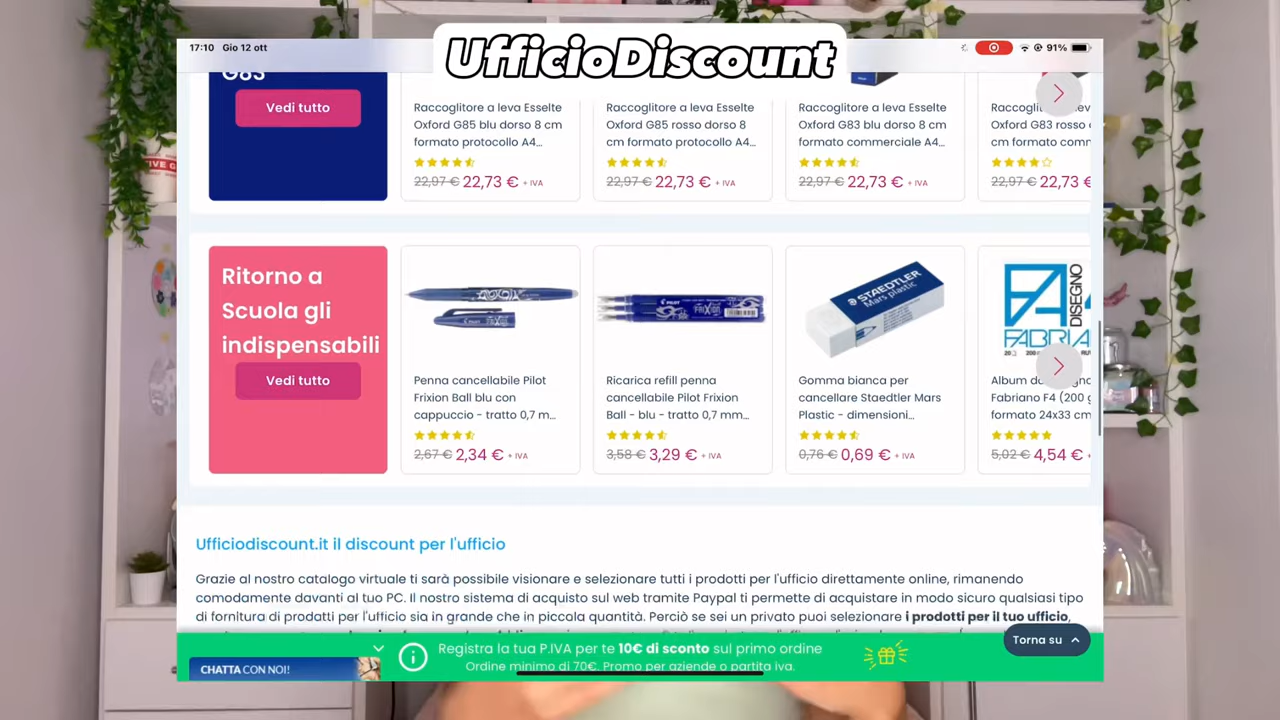 UfficioDiscount
17:10 Gio 12 ott
91%
G83
Vedi tutto
Raccoglitore a leva Esselte
Oxford G85 blu dorso 8 cm
formato protocollo A4...
22,97 € 22,73 € + IVA
Raccoglitore a leva Esselte
Oxford G85 rosso dorso 8
cm formato protocollo A4...
22,97 € 22,73 € + IVA
Raccoglitore a leva Esselte
Oxford G83 blu dorso 8 cm
formato commerciale A4...
22,97 € 22,73 € + IVA
Raccoglitore
Oxford G83 rosso
cm formato comm
22,97 € 22,73 €
Ritorno a
Scuola gli
indispensabili
Vedi tutto
Penna cancellabile Pilot
Frixion Ball blu con
cappuccio - tratto 0,7 m...
2,67 € 2,34 € + IVA
PILOT
FRIXION
Ricarica refill penna
cancellabile Pilot Frixion
Ball - blu - tratto 0,7 mm...
3,58 € 3,29 € + IVA
STAEDTLER
Mars plastic
Gomma bianca per
cancellare Staedtler Mars
Plastic - dimensioni...
0,76 € 0,69 € + IVA
F4
DISEGNO
FABRIA
Album
Fabriano F4 (200 g
formato 24x33 cm
5,02 € 4,54 €
Ufficiodiscount.it il discount per l'ufficio
Grazie al nostro catalogo virtuale ti sarà possibile visionare e selezionare tutti i prodotti per l'ufficio direttamente online, rimanendo
comodamente davanti al tuo PC. Il nostro sistema di acquisto sul web tramite Paypal ti permette di acquistare in modo sicuro qualsiasi tipo
di fornitura di prodotti per l'ufficio sia in grande che in piccola quantità. Perciò se sei un privato puoi selezionare i prodotti per il tuo ufficio,
Torna su
Registra la tua P.IVA per te 10€ di sconto sul primo ordine
Ordine minimo di 70€. Promo per aziende o partita iva.
CHATTA CON NOI!